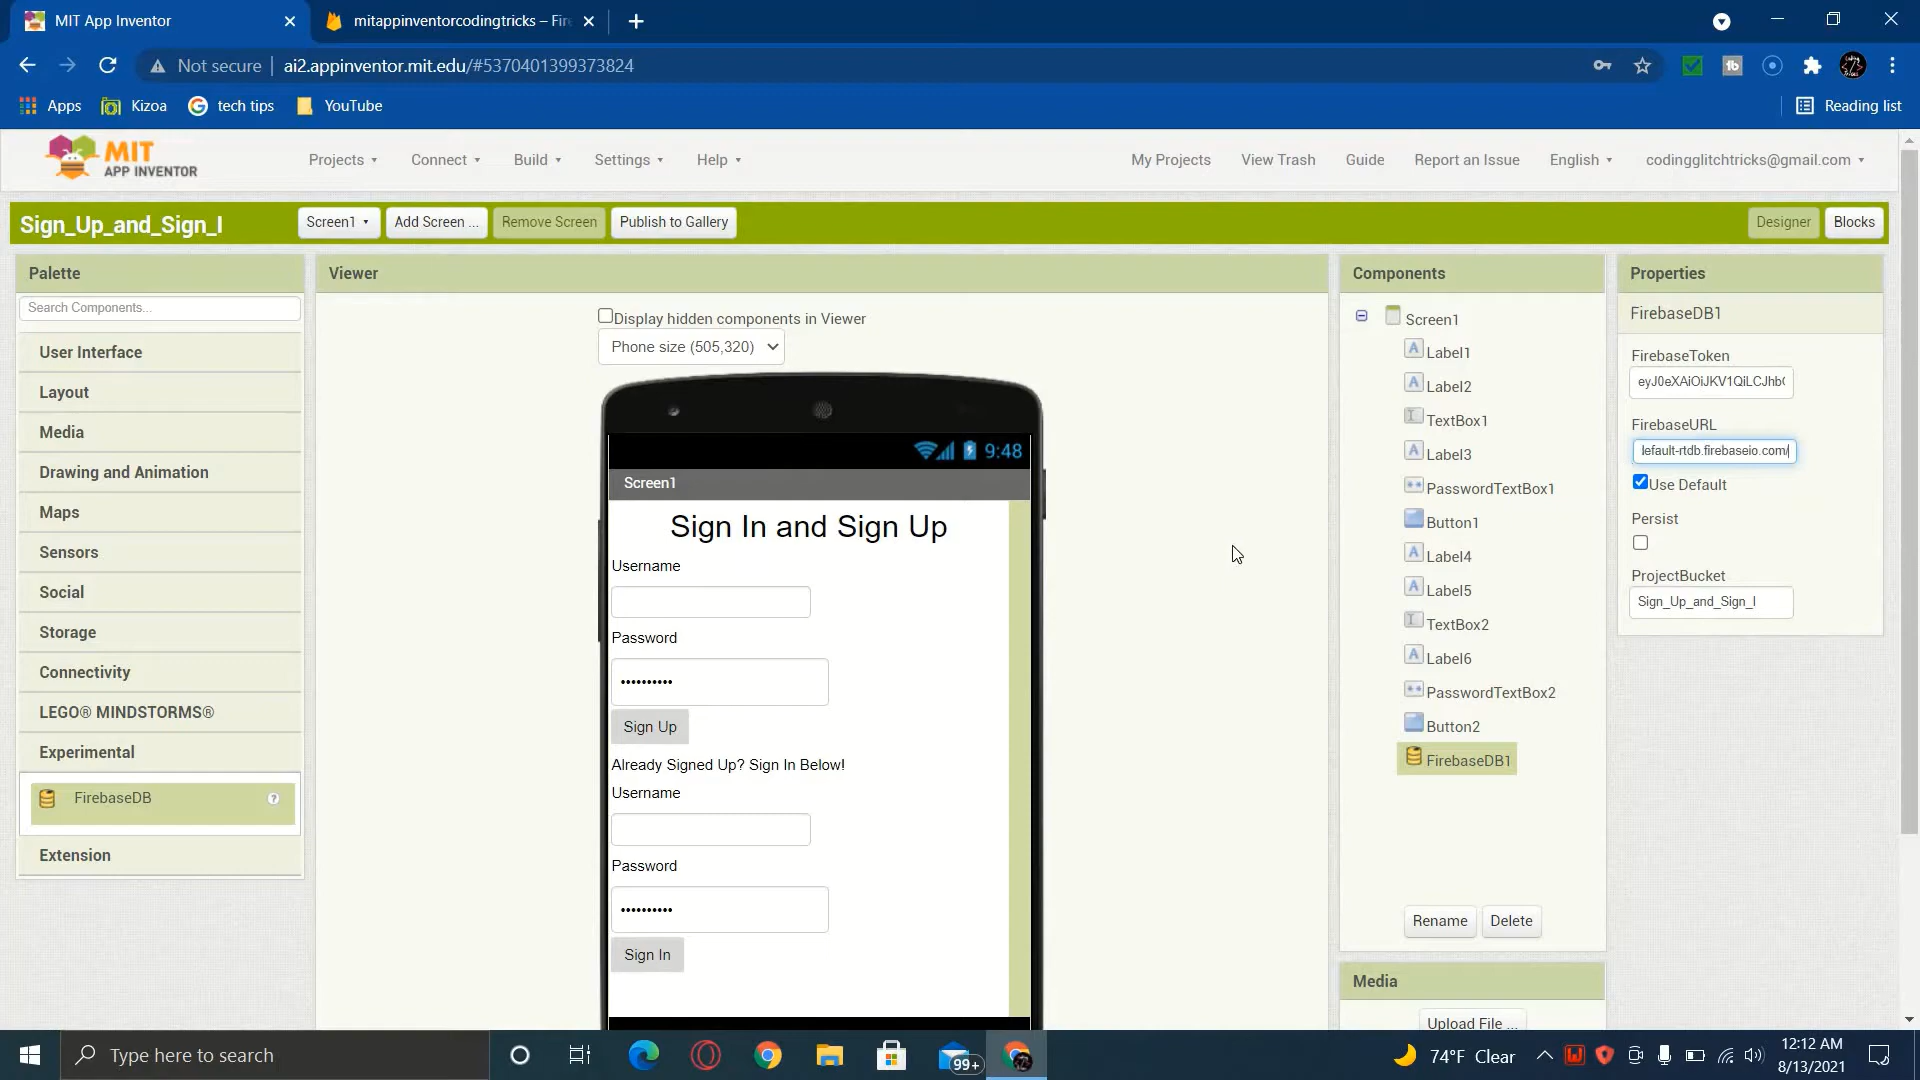 MIT App Inventor
mitappinventorcodingtricks – Fir
Not secure
ai2.appinventor.mit.edu/#5370401399373824
Apps
Kizoa
tech tips
YouTube
Reading list
MIT
APP INVENTOR
Projects
Connect
Build
Settings
Help
My Projects
View Trash
Guide
Report an Issue
English
codingglitchtricks@gmail.com
Sign_Up_and_Sign_I
Screen1
Add Screen ...
Remove Screen
Publish to Gallery
Designer
Blocks
Palette
Search Components...
User Interface
Layout
Media
Drawing and Animation
Maps
Sensors
Social
Storage
Connectivity
LEGO® MINDSTORMS®
Experimental
FirebaseDB
?
Extension
Viewer
Display hidden components in Viewer
Phone size (505,320)
9:48
Screen1
Sign In and Sign Up
Username
Password
••••••••••
Sign Up
Already Signed Up? Sign In Below!
Username
Password
••••••••••
Sign In
Components
Screen1
Label1
Label2
TextBox1
Label3
PasswordTextBox1
Button1
Label4
Label5
TextBox2
Label6
PasswordTextBox2
Button2
FirebaseDB1
Rename
Delete
Media
Upload File ...
Properties
FirebaseDB1
FirebaseToken
eyJ0eXAiOiJKV1QiLCJhb
FirebaseURL
lefault-rtdb.firebaseio.com/
Use Default
Persist
ProjectBucket
Sign_Up_and_Sign_I
Type here to search
99+
74°F Clear
12:12 AM
8/13/2021